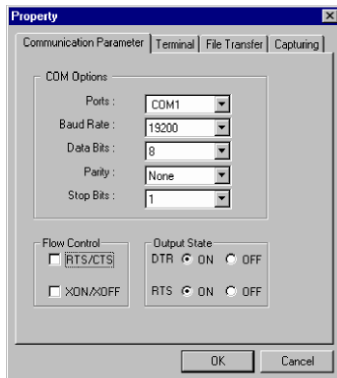 Property
Communication Parameter Terminal File Transfer Capturing
COM Options
Ports : COM1
Baud Rate : 19200
Data Bits : 8
Parity : None
Stop Bits : 1
Flow Control Output State
RTS/CTS DTR ON OFF
XON/XOFF RTS ON OFF
OK Cancel